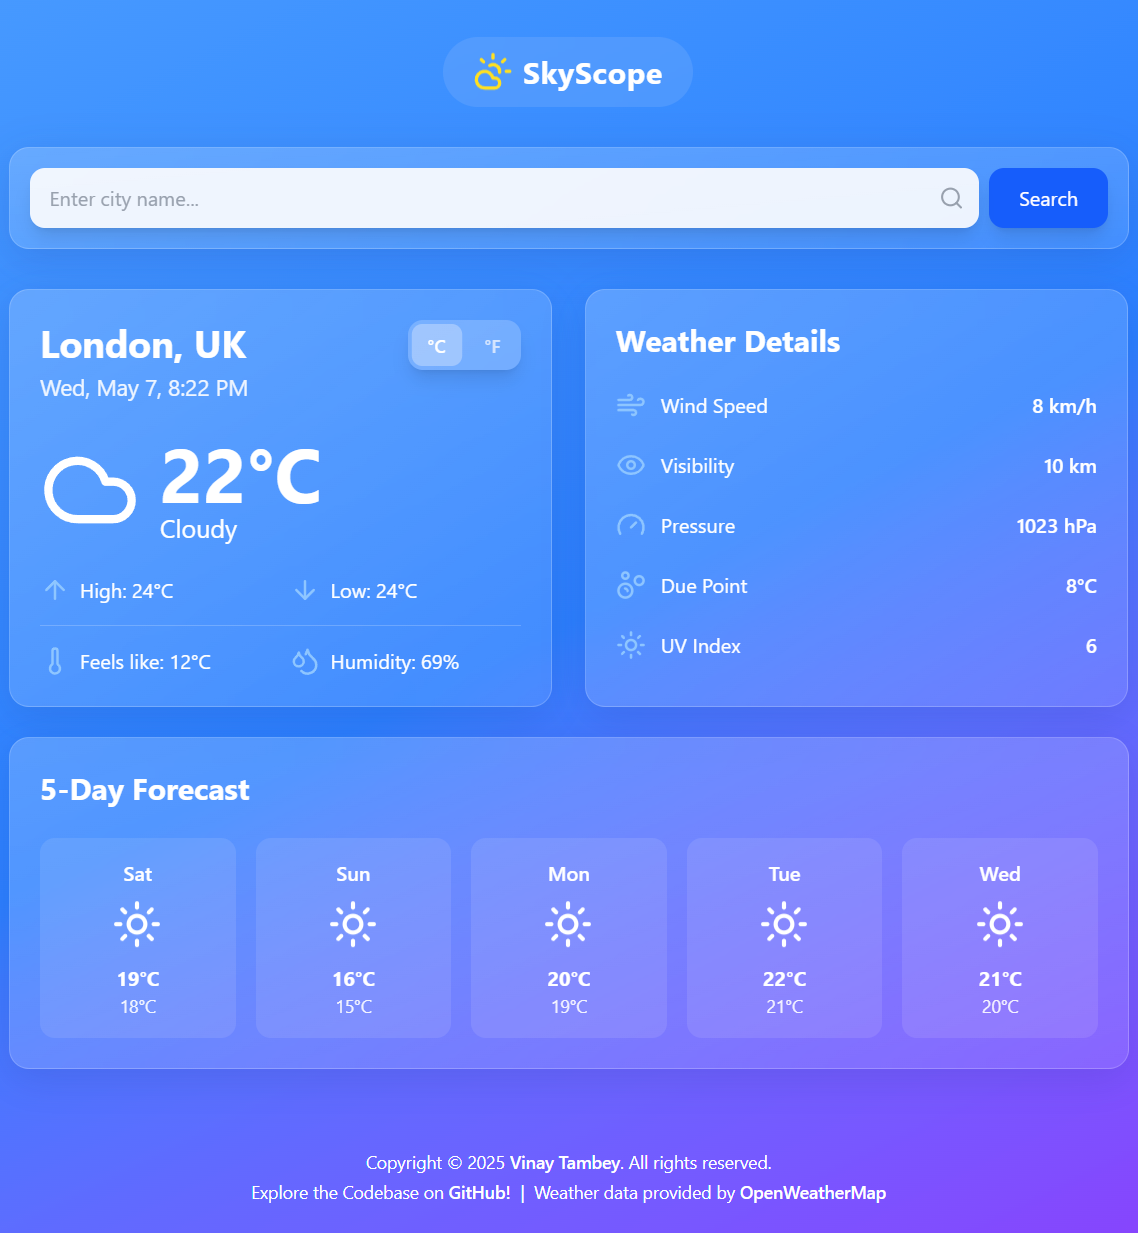 SkyScope
Enter city name...
Search
London, UK
°C
°F
Wed, May 7, 8:22 PM
22°C
Cloudy
High: 24°C
Low: 24°C
Feels like: 12°C
Humidity: 69%
Weather Details
Wind Speed 8 km/h
Visibility 10 km
Pressure 1023 hPa
Due Point 8°C
UV Index 6
5-Day Forecast
Sat
19°C
18°C
Sun
16°C
15°C
Mon
20°C
19°C
Tue
22°C
21°C
Wed
21°C
20°C
Copyright © 2025 Vinay Tambey. All rights reserved.
Explore the Codebase on GitHub! | Weather data provided by OpenWeatherMap